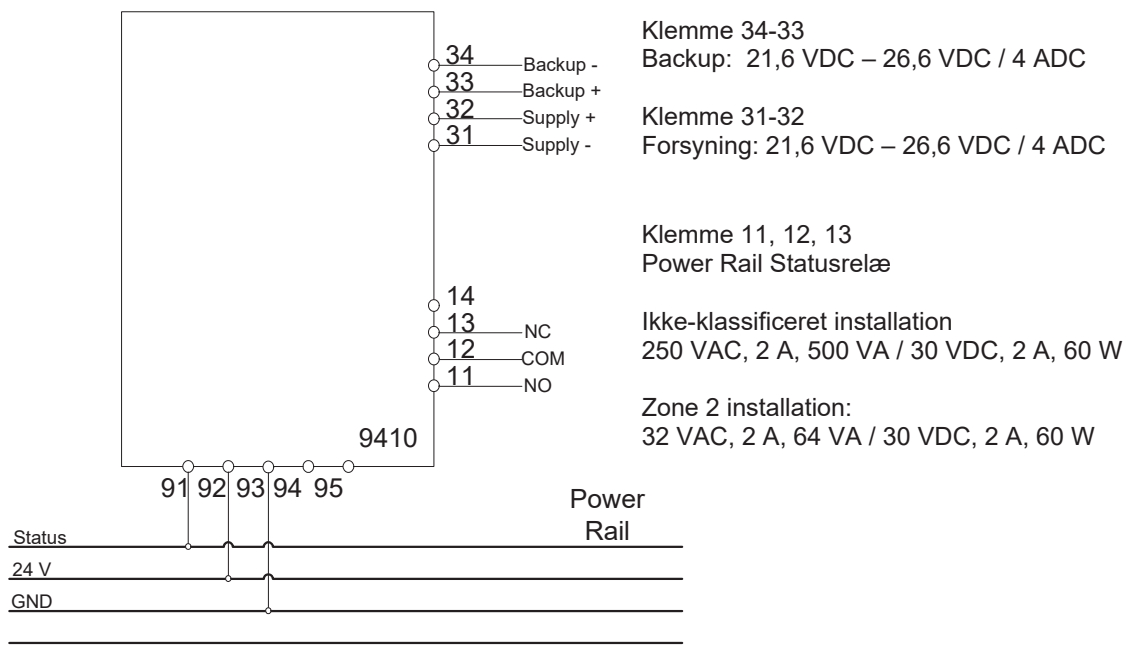 34
Backup -
33
Backup +
32
Supply +
31
Supply -
14
13
NC
12
COM
11
NO
9410
91 92 93 94 95
Power
Rail
Status
24 V
GND
Klemme 34-33
Backup: 21,6 VDC – 26,6 VDC / 4 ADC
Klemme 31-32
Forsyning: 21,6 VDC – 26,6 VDC / 4 ADC
Klemme 11, 12, 13
Power Rail Statusrelæ
Ikke-klassificeret installation
250 VAC, 2 A, 500 VA / 30 VDC, 2 A, 60 W
Zone 2 installation:
32 VAC, 2 A, 64 VA / 30 VDC, 2 A, 60 W